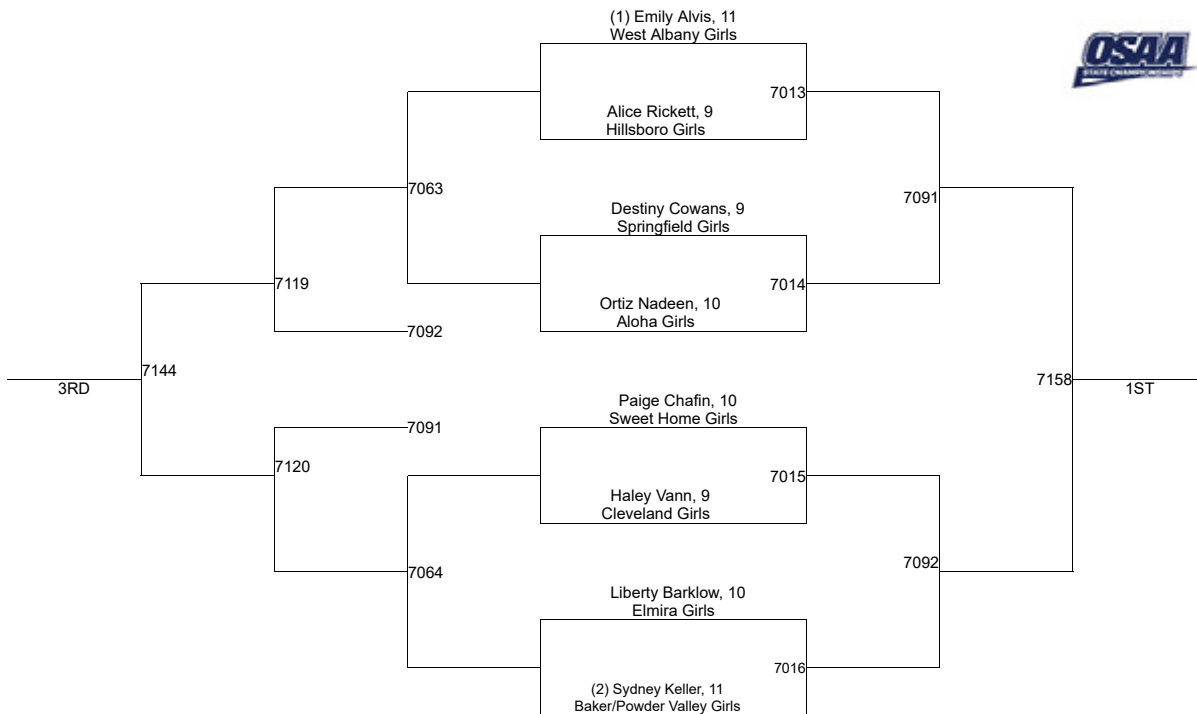 (1) Emily Alvis, 11
West Albany Girls
OSAA
STATE CHAMPIONSHIPS
7013
Alice Rickett, 9
Hillsboro Girls
7063
7091
Destiny Cowans, 9
Springfield Girls
7119
7014
Ortiz Nadeen, 10
Aloha Girls
7092
7144
3RD
7158
1ST
Paige Chafin, 10
Sweet Home Girls
7091
7120
7015
Haley Vann, 9
Cleveland Girls
7064
7092
Liberty Barklow, 10
Elmira Girls
7016
(2) Sydney Keller, 11
Baker/Powder Valley Girls